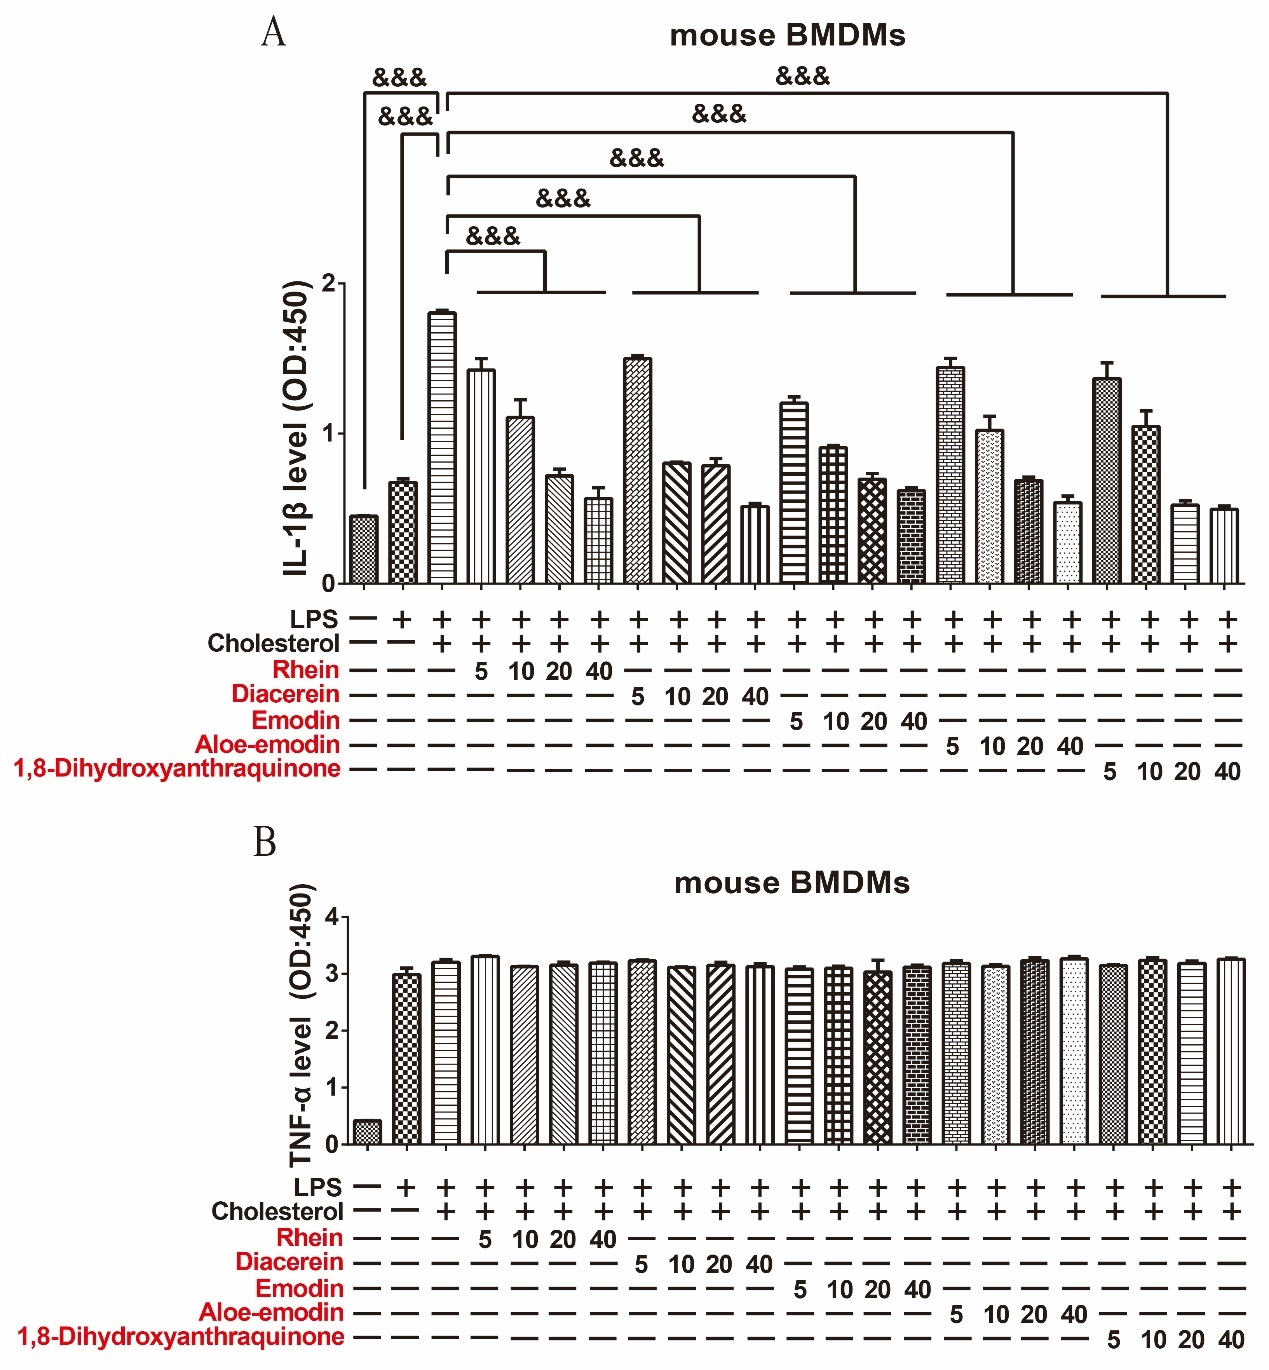 A
mouse BMDMs
&&& &&&
&&& &&&
&&&
&&&
&&&
IL-1β level (OD:450)
2
1
0
LPS — + + + + + + + + + + + + + + + + + + + + + +
Cholesterol — — + + + + + + + + + + + + + + + + + + + + +
Rhein — — — 5 10 20 40 — — — — — — — — — — — — — — — —
Diacerein — — — — — — — 5 10 20 40 — — — — — — — — — — — —
Emodin — — — — — — — — — — — 5 10 20 40 — — — — — — — —
Aloe-emodin — — — — — — — — — — — — — — — 5 10 20 40 — — — —
1,8-Dihydroxyanthraquinone — — — — — — — — — — — — — — — — — — — 5 10 20 40
B
mouse BMDMs
TNF-α level (OD:450)
4
3
2
1
0
LPS — + + + + + + + + + + + + + + + + + + + + + +
Cholesterol — — + + + + + + + + + + + + + + + + + + + + +
Rhein — — — 5 10 20 40 — — — — — — — — — — — — — — — —
Diacerein — — — — — — — 5 10 20 40 — — — — — — — — — — — —
Emodin — — — — — — — — — — — 5 10 20 40 — — — — — — — —
Aloe-emodin — — — — — — — — — — — — — — — 5 10 20 40 — — — —
1,8-Dihydroxyanthraquinone — — — — — — — — — — — — — — — — — — — 5 10 20 40